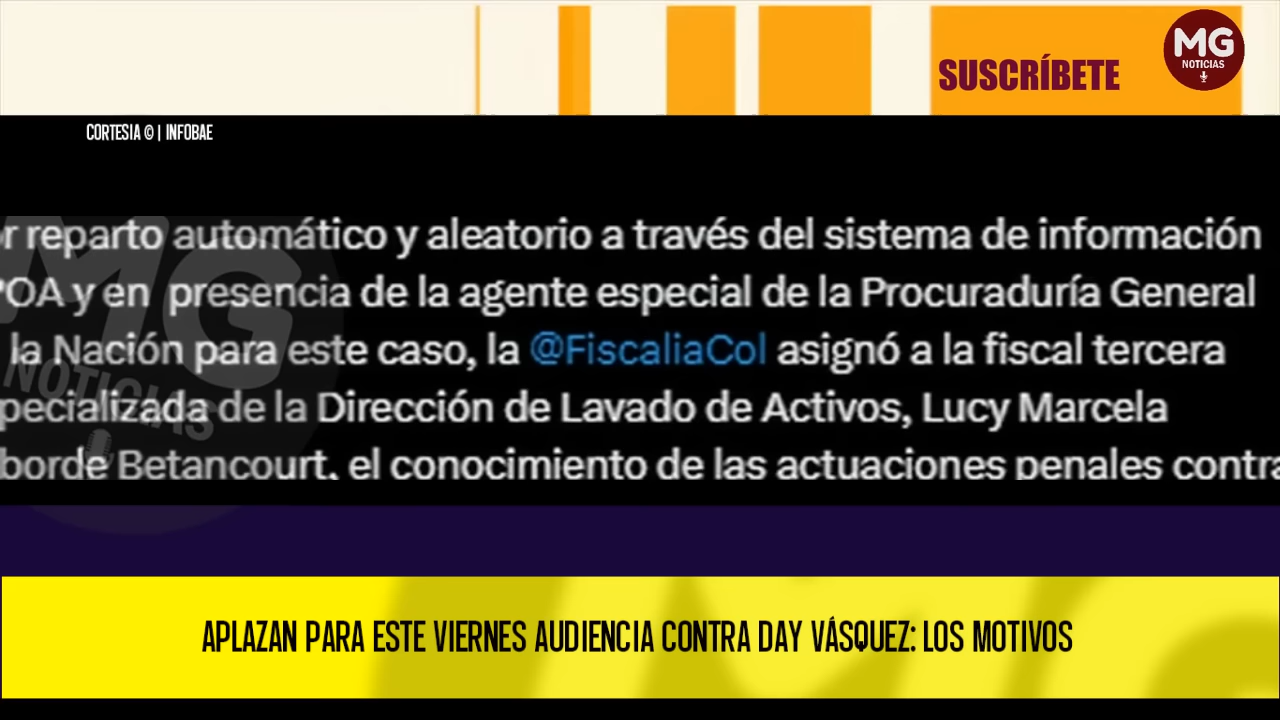 SUSCRÍBETE
MG
NOTICIAS
CORTESIA © | INFOBAE
r reparto automático y aleatorio a través del sistema de información
POA y en presencia de la agente especial de la Procuraduría General
la Nación para este caso, la @FiscaliaCol asignó a la fiscal tercera
pecializada de la Dirección de Lavado de Activos, Lucy Marcela
borde Betancourt, el conocimiento de las actuaciones penales contra
MG
NOTICIAS
APLAZAN PARA ESTE VIERNES AUDIENCIA CONTRA DAY VÁSQUEZ: LOS MOTIVOS